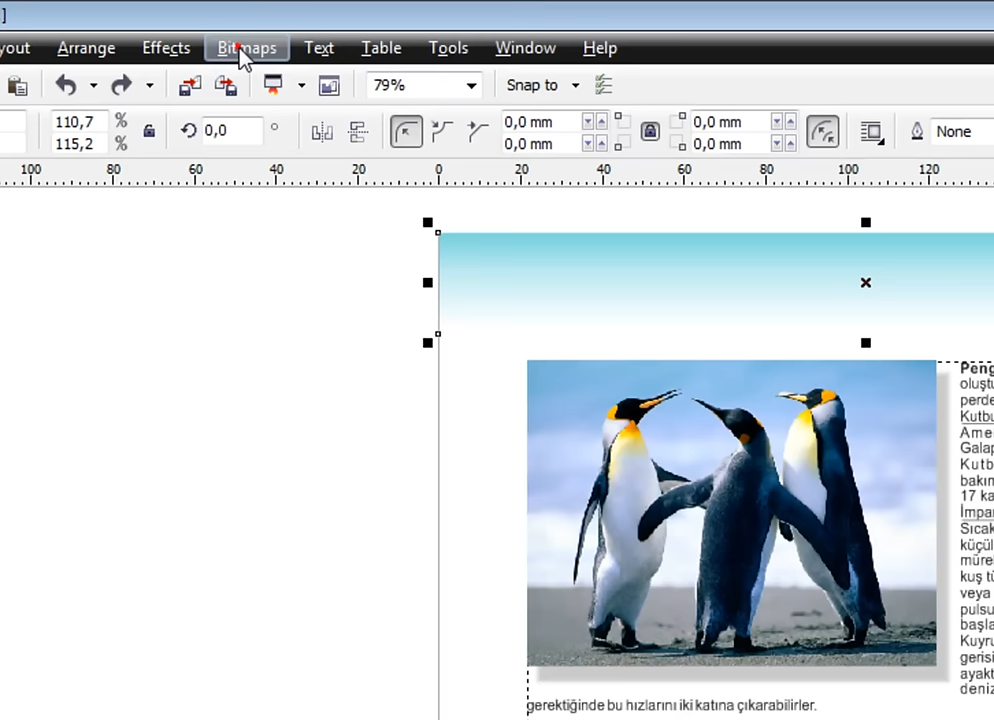 ]
yout Arrange Effects Bitmaps Text Table Tools Window Help
79% Snap to
110,7 %
115,2 %
0,0 °
0,0 mm
0,0 mm
0,0 mm
0,0 mm
None
100 80 60 40 20 0 20 40 60 80 100 120
Peng
oluştu
perde
Kutbu
Ame
Galap
Kutb
bakın
17 ka
İmpar
Sıcak
küçül
mürel
kuş tü
veya
pulsu
başla
Kuyru
gerisi
ayakt
deniz
gerektiğinde bu hızlarını iki katına çıkarabilirler.